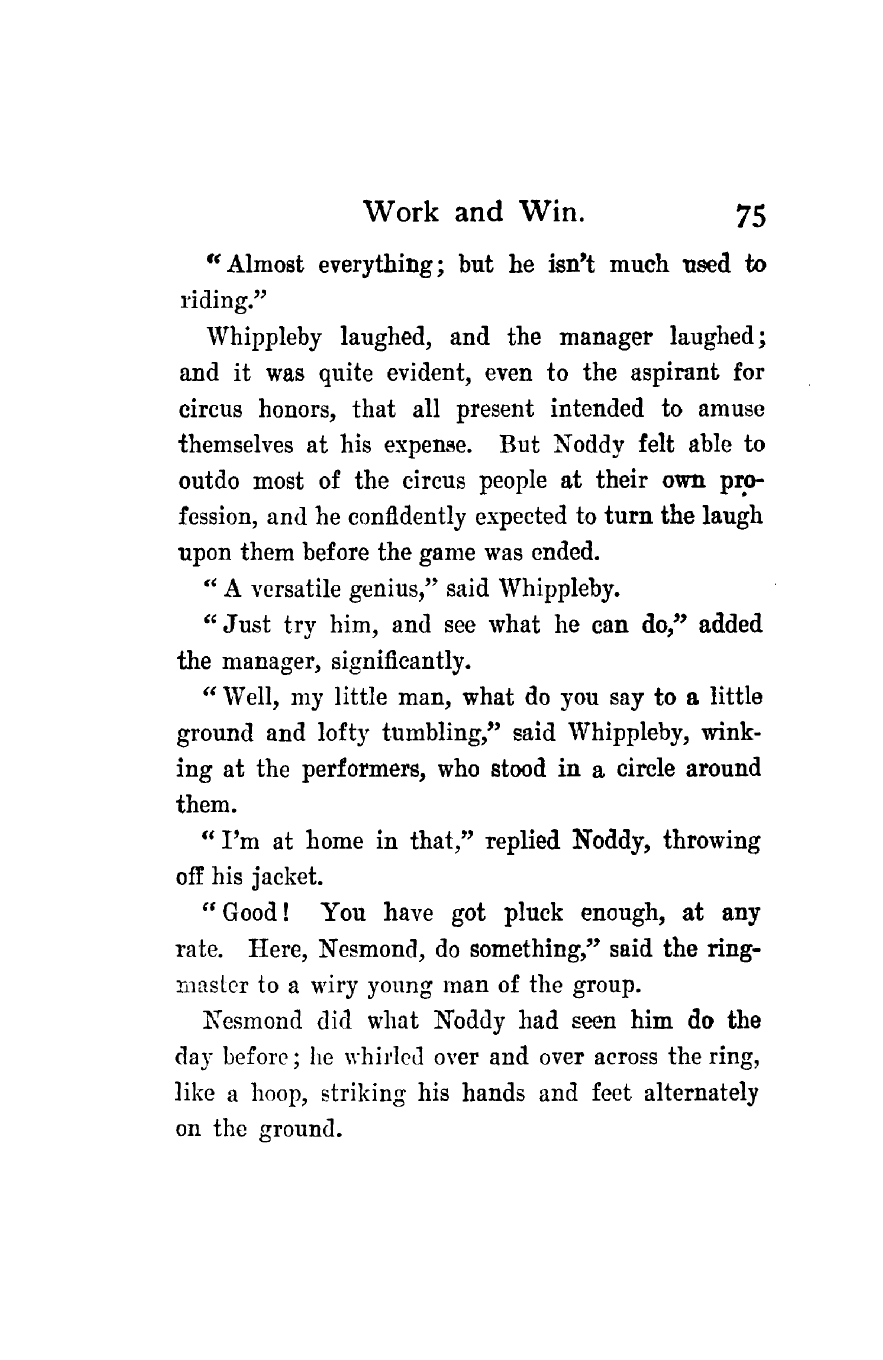 Work and Win. 75
“Almost everything; but he isn’t much used to
riding.”
Whippleby laughed, and the manager laughed;
and it was quite evident, even to the aspirant for
circus honors, that all present intended to amuse
themselves at his expense. But Noddy felt able to
outdo most of the circus people at their own pro-
fession, and he confidently expected to turn the laugh
upon them before the game was ended.
“A versatile genius,” said Whippleby.
“Just try him, and see what he can do,” added
the manager, significantly.
“Well, my little man, what do you say to a little
ground and lofty tumbling,” said Whippleby, wink-
ing at the performers, who stood in a circle around
them.
“I’m at home in that,” replied Noddy, throwing
off his jacket.
“Good! You have got pluck enough, at any
rate. Here, Nesmond, do something,” said the ring-
master to a wiry young man of the group.
Nesmond did what Noddy had seen him do the
day before; he whirled over and over across the ring,
like a hoop, striking his hands and feet alternately
on the ground.